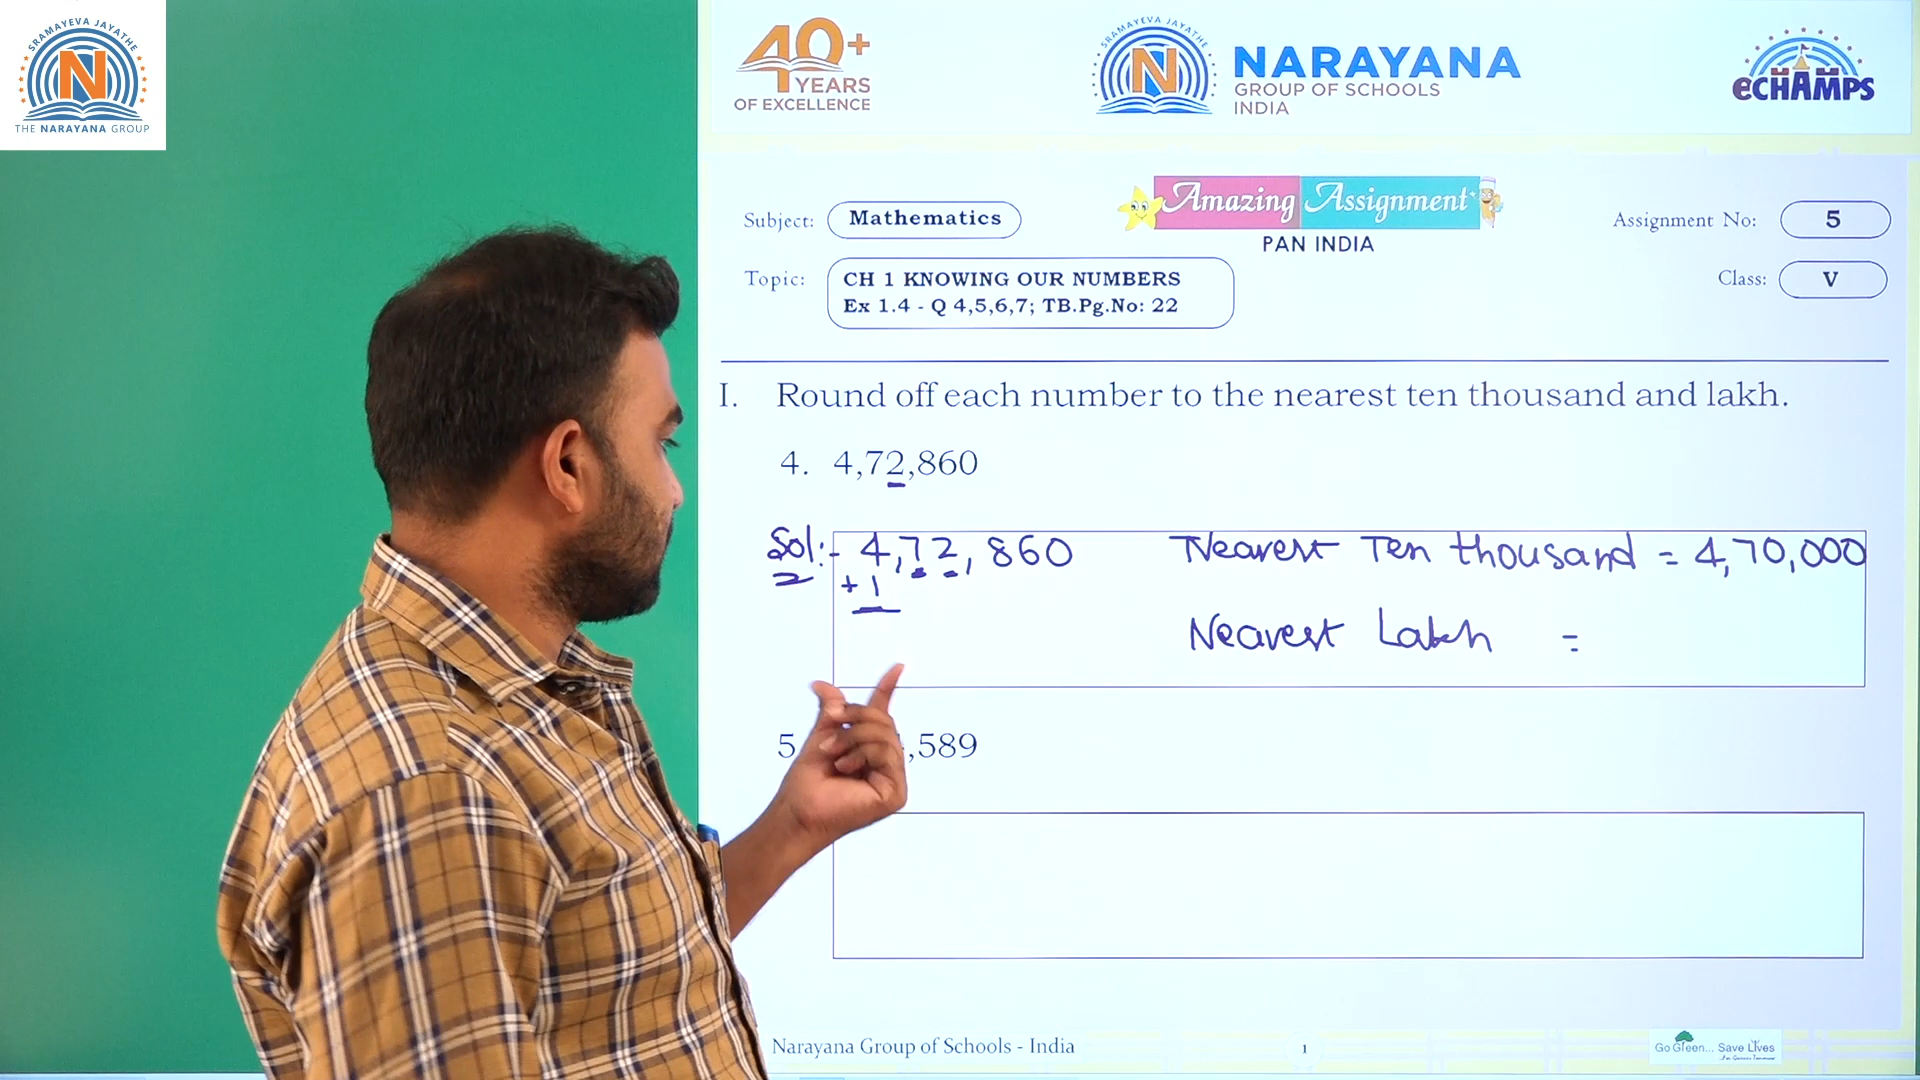 SRAMAYEVA JAYATHE
N
THE NARAYANA GROUP
40+
YEARS
OF EXCELLENCE
SRAMAYEVA JAYATHE
N
NARAYANA
GROUP OF SCHOOLS
INDIA
eCHAMPS
Subject: Mathematics
Amazing Assignment
PAN INDIA
Assignment No: 5
Topic: CH 1 KNOWING OUR NUMBERS
Ex 1.4 - Q 4,5,6,7; TB.Pg.No: 22
Class: V
I. Round off each number to the nearest ten thousand and lakh.
4. 4,72,860
Sol:- 4,72,860 Nearest Ten thousand = 4,70,000
+1
Nearest Lakh =
5 ,589
Narayana Group of Schools - India
1
Go Green... Save Lives